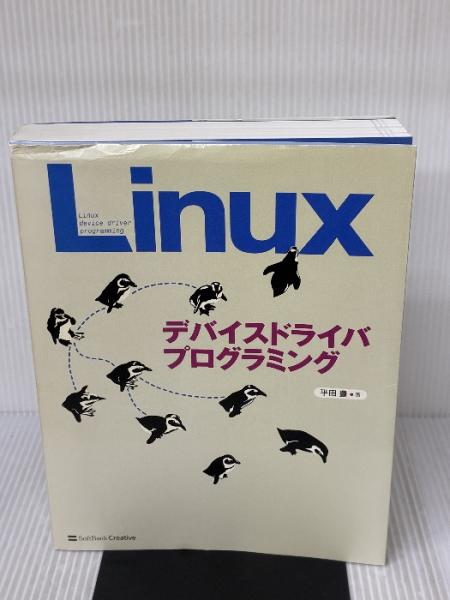 Linux
Linux
device driver
programming
デバイスドライバ
プログラミング
平田 豊●著
SoftBank Creative